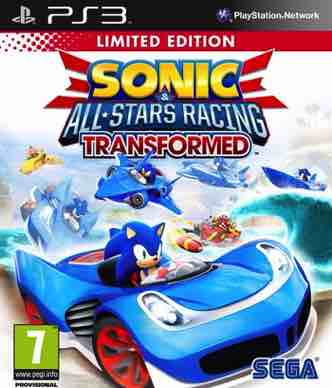 PS3
PlayStation®Network
LIMITED EDITION
SONIC
&
ALL★STARS RACING
TRANSFORMED
7
www.pegi.info
PROVISIONAL
SEGA